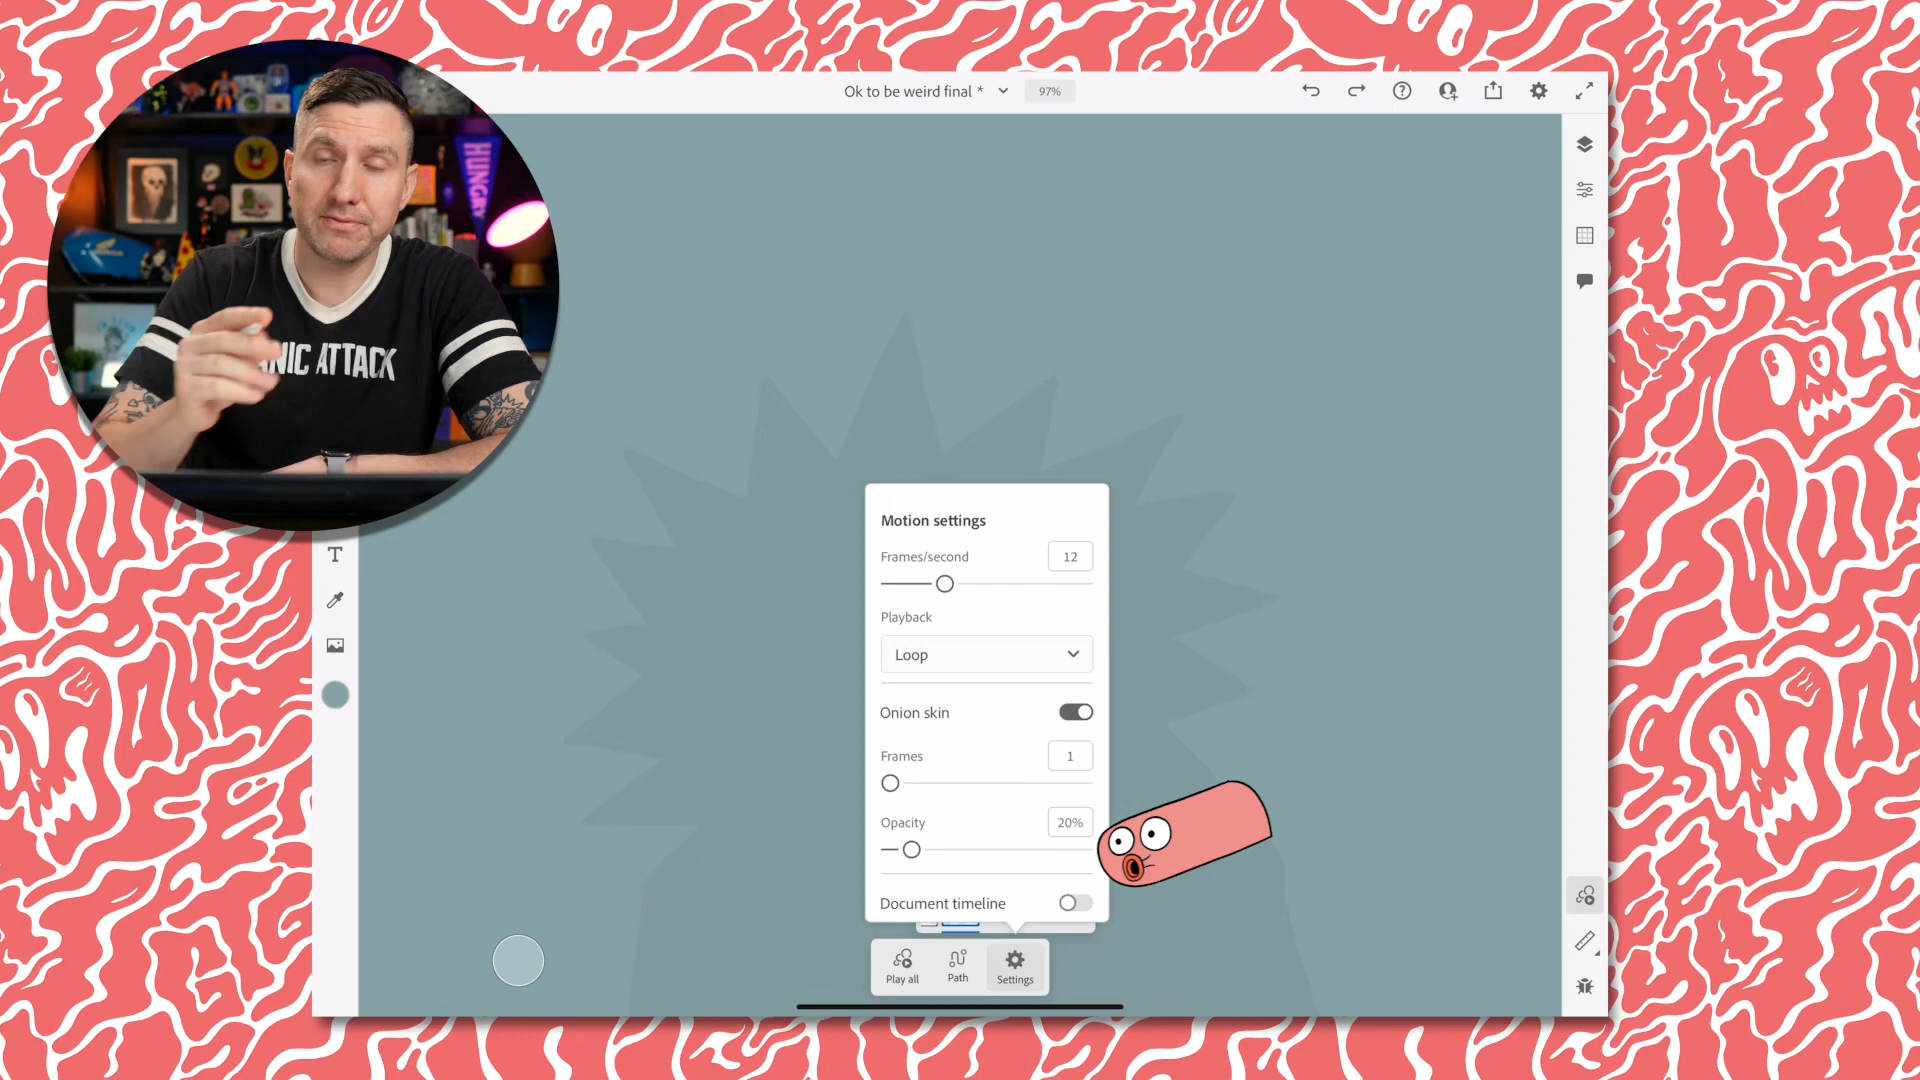 Ok to be weird final *
97%
HUNGRY
NIC ATTACK
Motion settings
Frames/second
12
Playback
Loop
Onion skin
Frames
1
Opacity
20%
Document timeline
Play all
Path
Settings